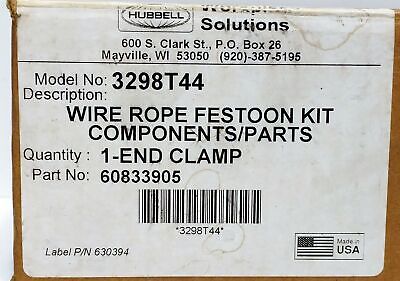 HUBBELL
Solutions
600 S. Clark St., P.O. Box 26
Mayville, WI 53050 (920)-387-5195
Model No: 3298T44
Description:
WIRE ROPE FESTOON KIT
COMPONENTS/PARTS
Quantity : 1-END CLAMP
Part No: 60833905
*3298T44*
Label P/N 630394
Made in
USA